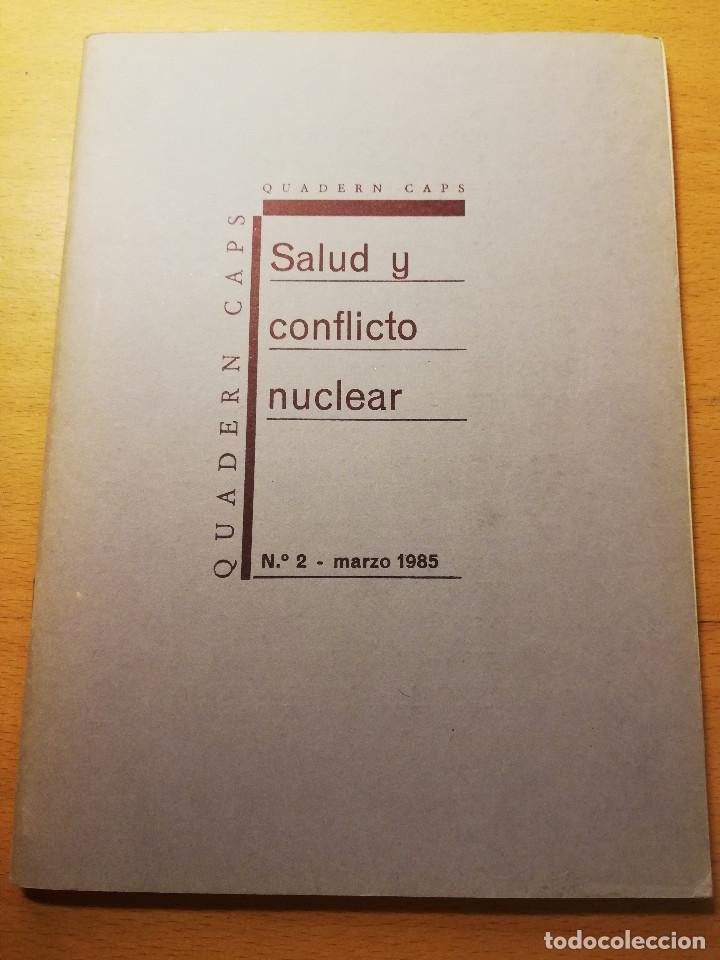 QUADERN CAPS
QUADERN CAPS
Salud y
conflicto
nuclear
N.º 2 - marzo 1985
todocoleccion